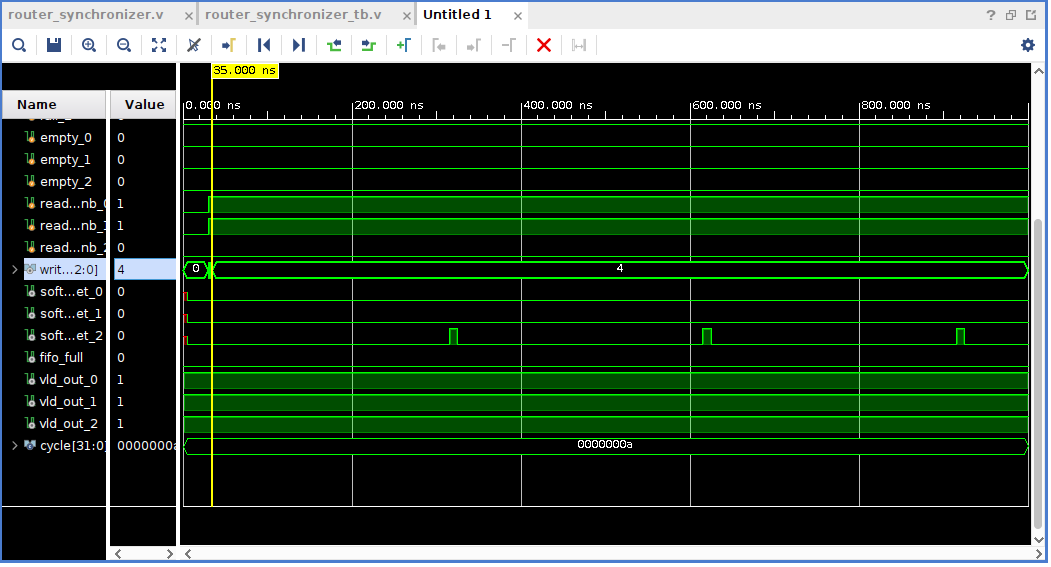 router_synchronizer.v × router_synchronizer_tb.v × Untitled 1 × ?
35.000 ns
Name Value 0.000 ns 200.000 ns 400.000 ns 600.000 ns 800.000 ns
empty_0 0
empty_1 0
empty_2 0
read...nb_0 1
read...nb_1 1
read...nb_2 0
writ...2:0] 4 0 4
soft...et_0 0
soft...et_1 0
soft...et_2 0
fifo_full 0
vld_out_0 1
vld_out_1 1
vld_out_2 1
cycle[31:0] 0000000a 0000000a